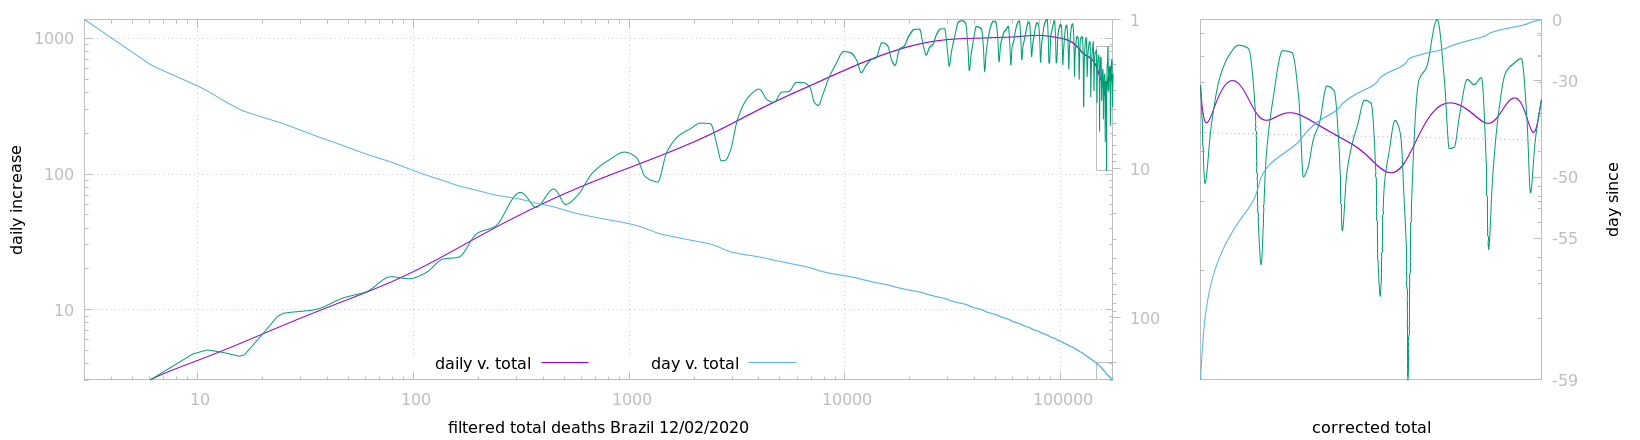 1000
100
10
daily increase
1
10
100
daily v. total
day v. total
10
100
1000
10000
100000
filtered total deaths Brazil 12/02/2020
0
-30
-50
-55
-59
day since
corrected total